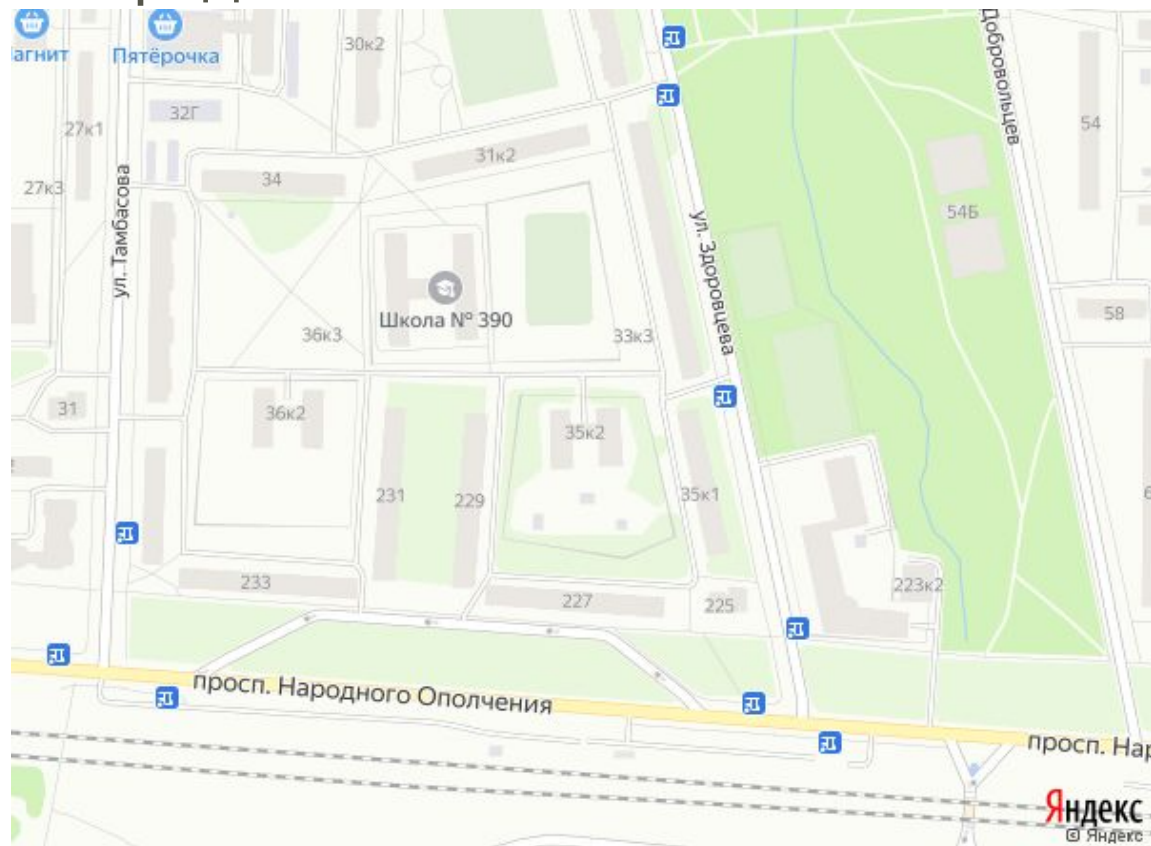 агнит
Пятёрочка
30к2
Добровольцев
27к1
32Г
54
31к2
27к3
34
ул. Тамбасова
54Б
ул. Здоровцева
Школа № 390
36к3
33к3
58
31
36к2
35к2
231
229
35к1
233
227
225
223к2
просп. Народного Ополчения
просп. Нар
Яндекс
© Яндекс